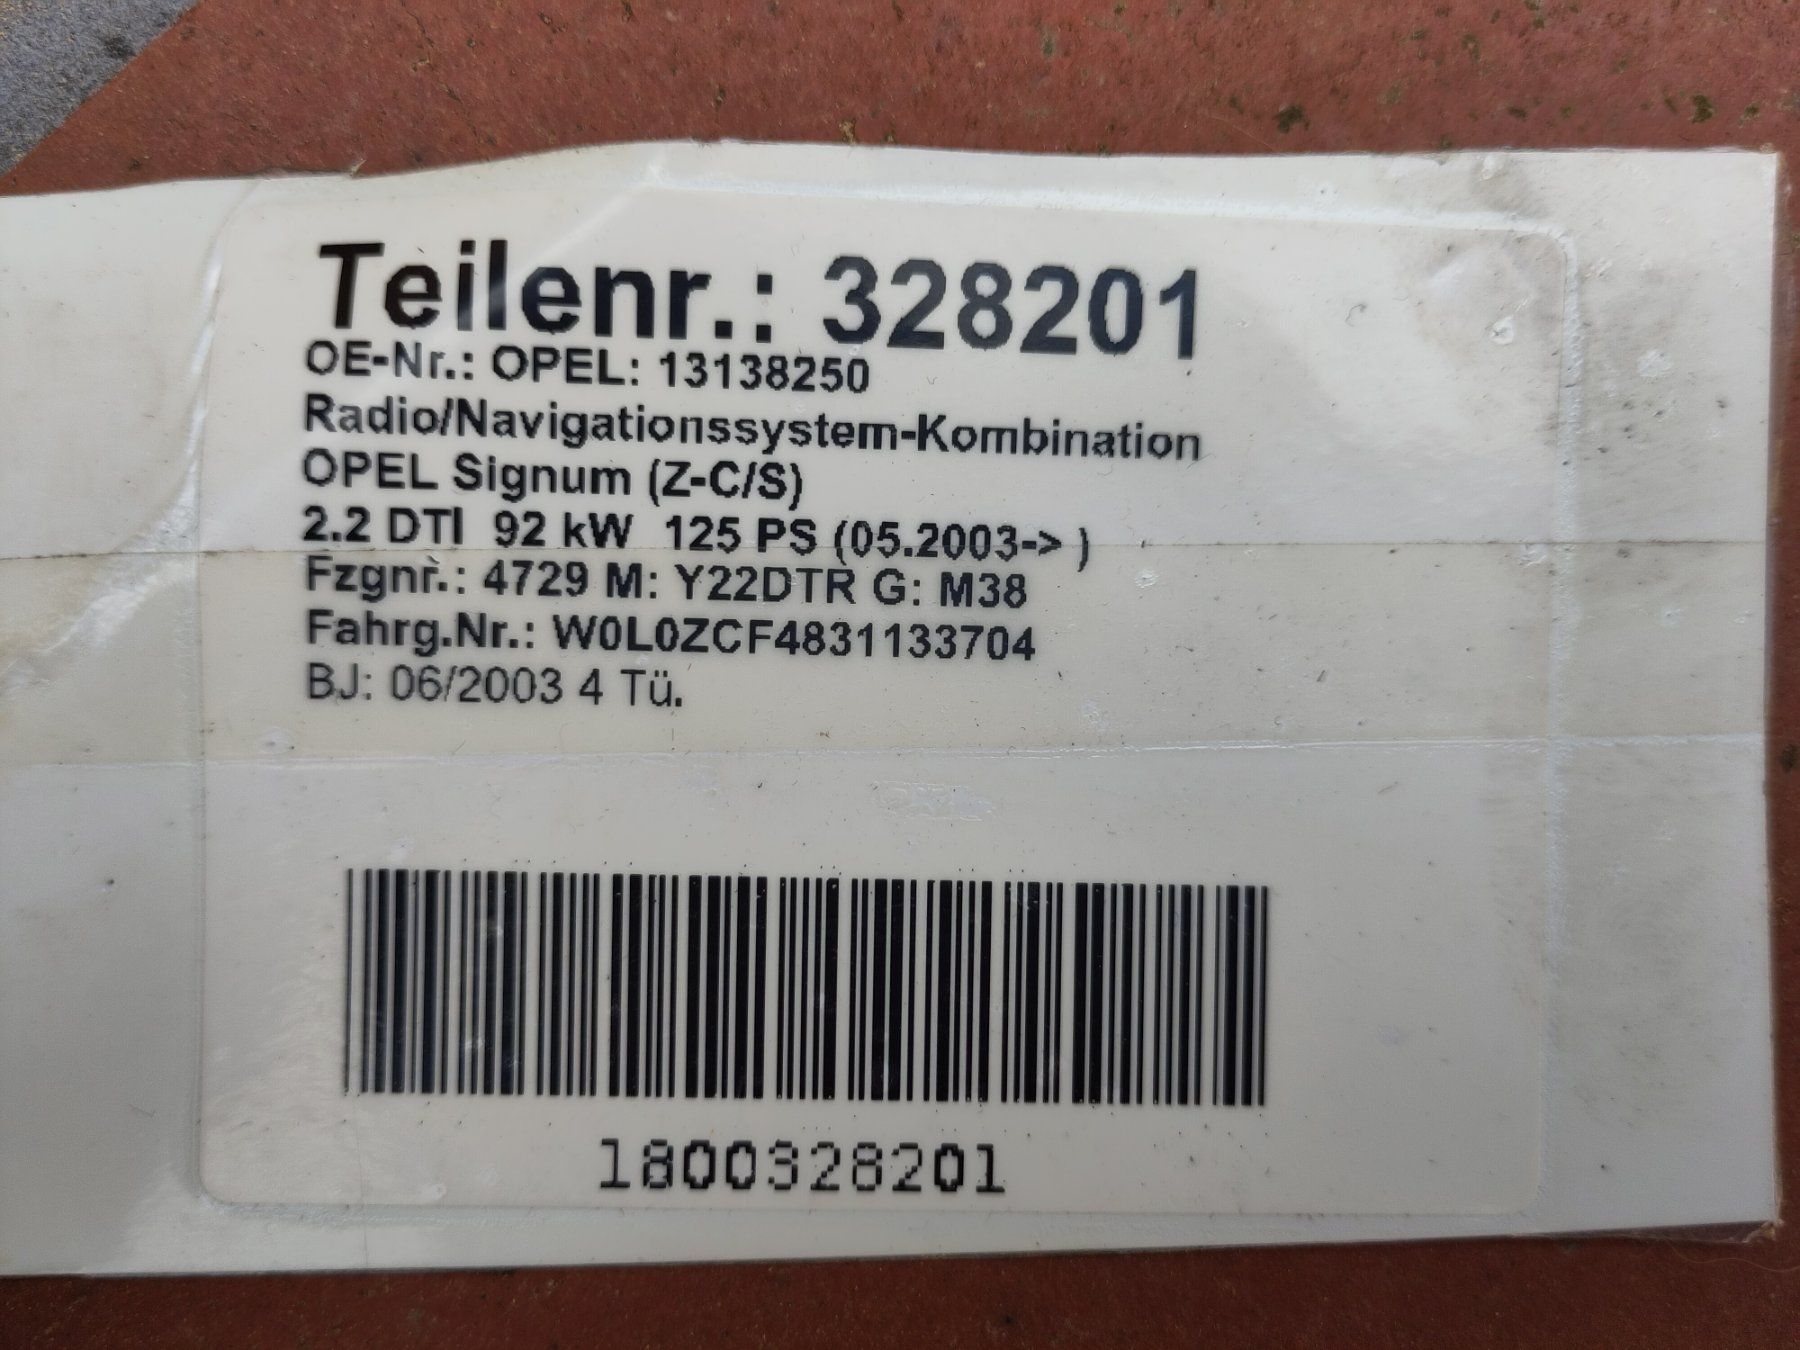 Teilenr.: 328201
OE-Nr.: OPEL: 13138250
Radio/Navigationssystem-Kombination
OPEL Signum (Z-C/S)
2.2 DTI  92 kW  125 PS (05.2003-> )
Fzgnr.: 4729 M: Y22DTR G: M38
Fahrg.Nr.: W0L0ZCF4831133704
BJ: 06/2003 4 Tü.
1800328201